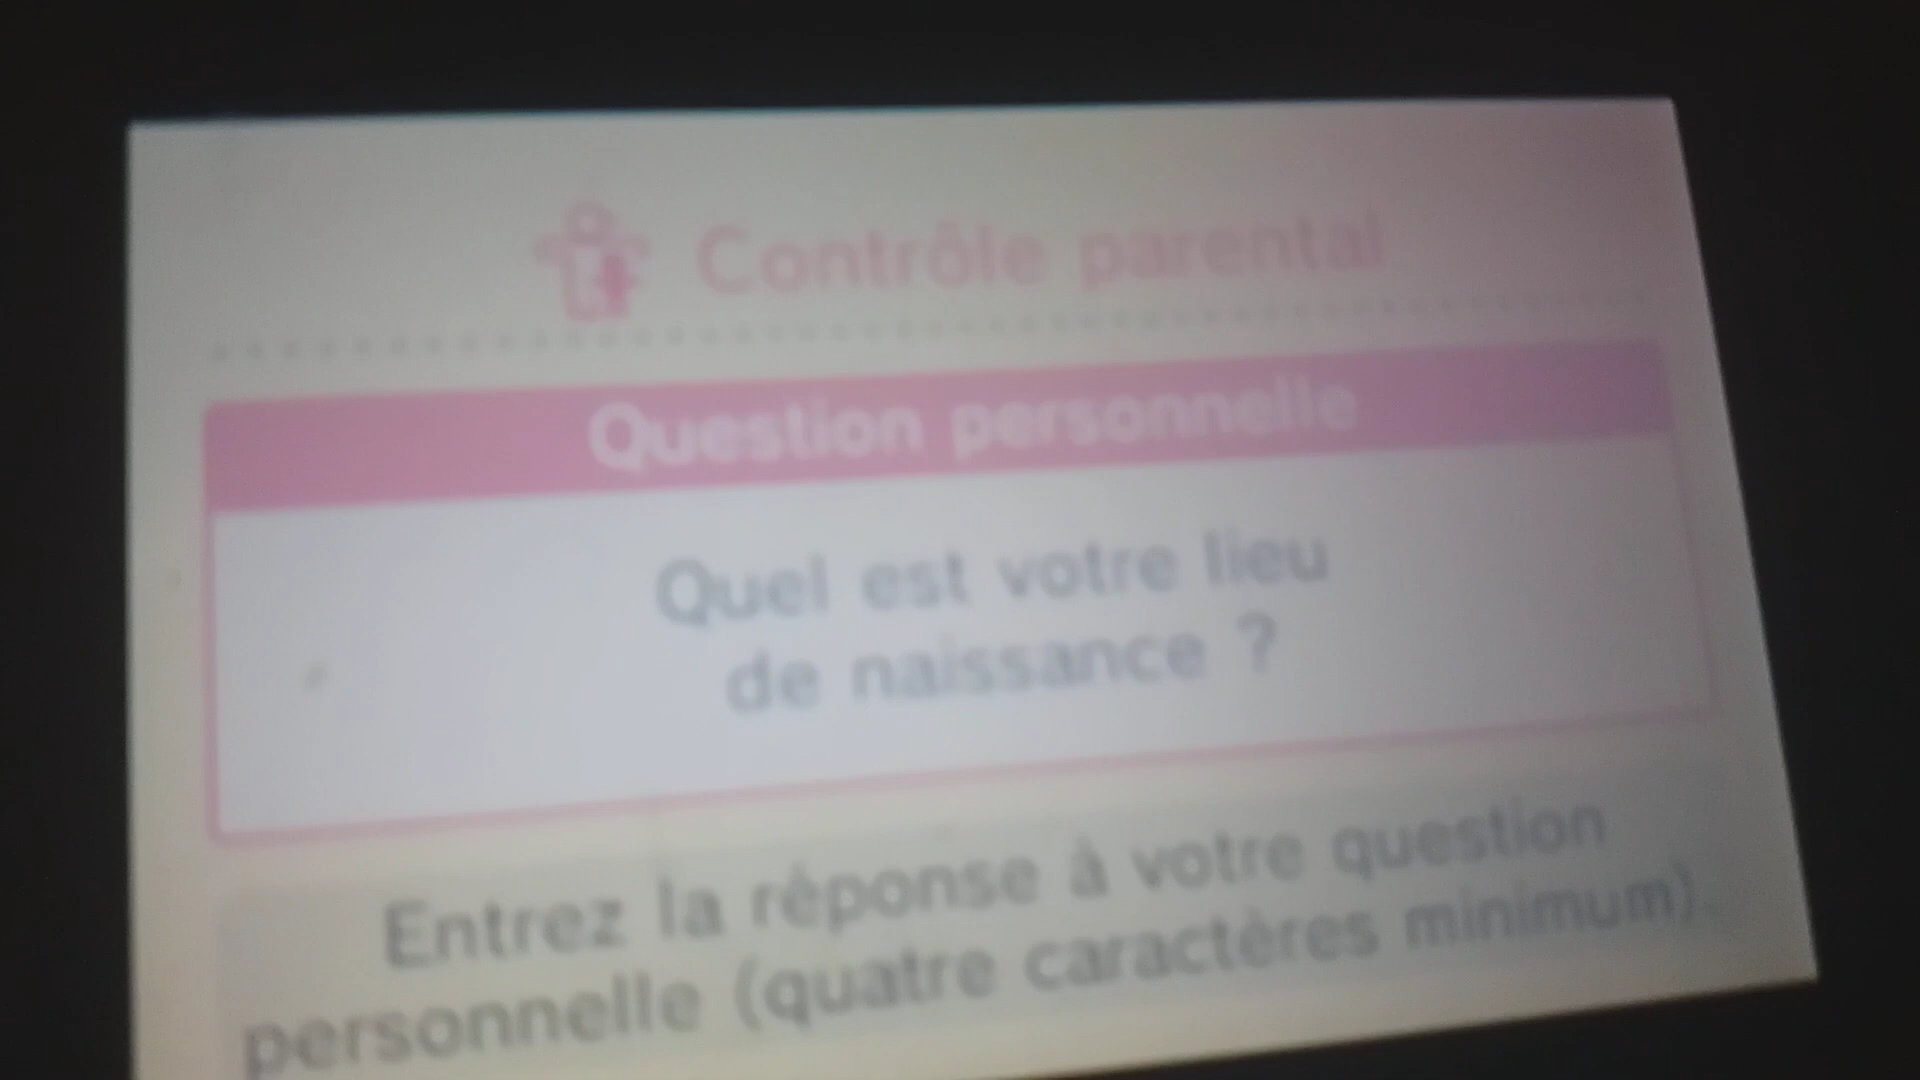 Contrôle parental
Question personnelle
Quel est votre lieu
de naissance ?
Entrez la réponse à votre question
personnelle (quatre caractères minimum).